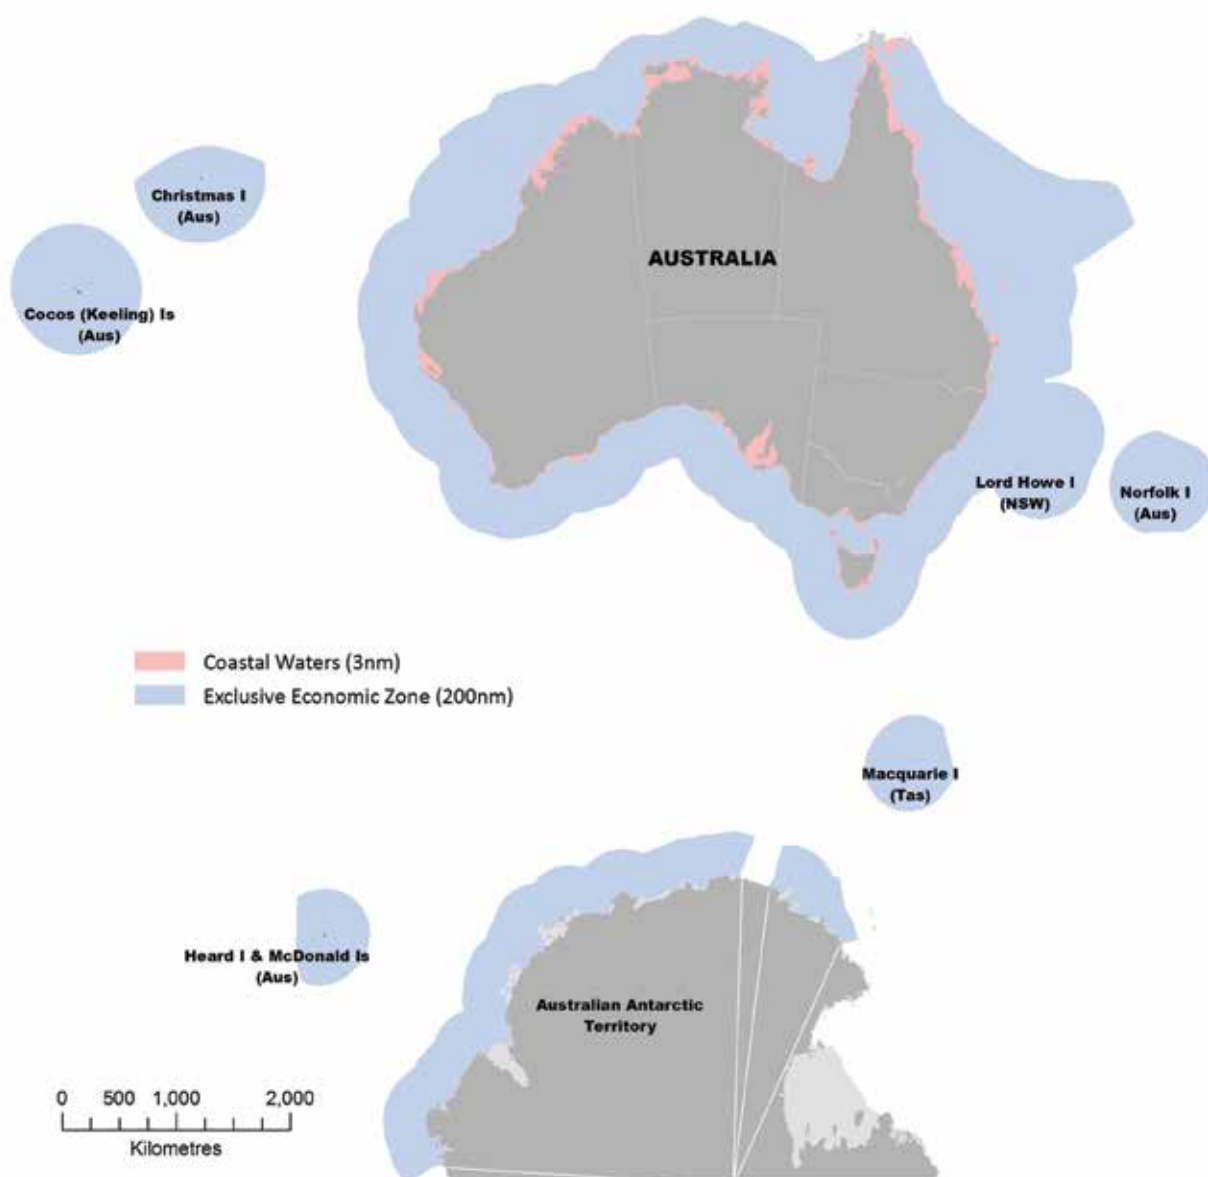 Christmas I
(Aus)
AUSTRALIA
Cocos (Keeling) Is
(Aus)
Lord Howe I
(NSW)
Norfolk I
(Aus)
Coastal Waters (3nm)
Exclusive Economic Zone (200nm)
Macquarie I
(Tas)
Heard I & McDonald Is
(Aus)
Australian Antarctic
Territory
0 500 1,000 2,000
Kilometres